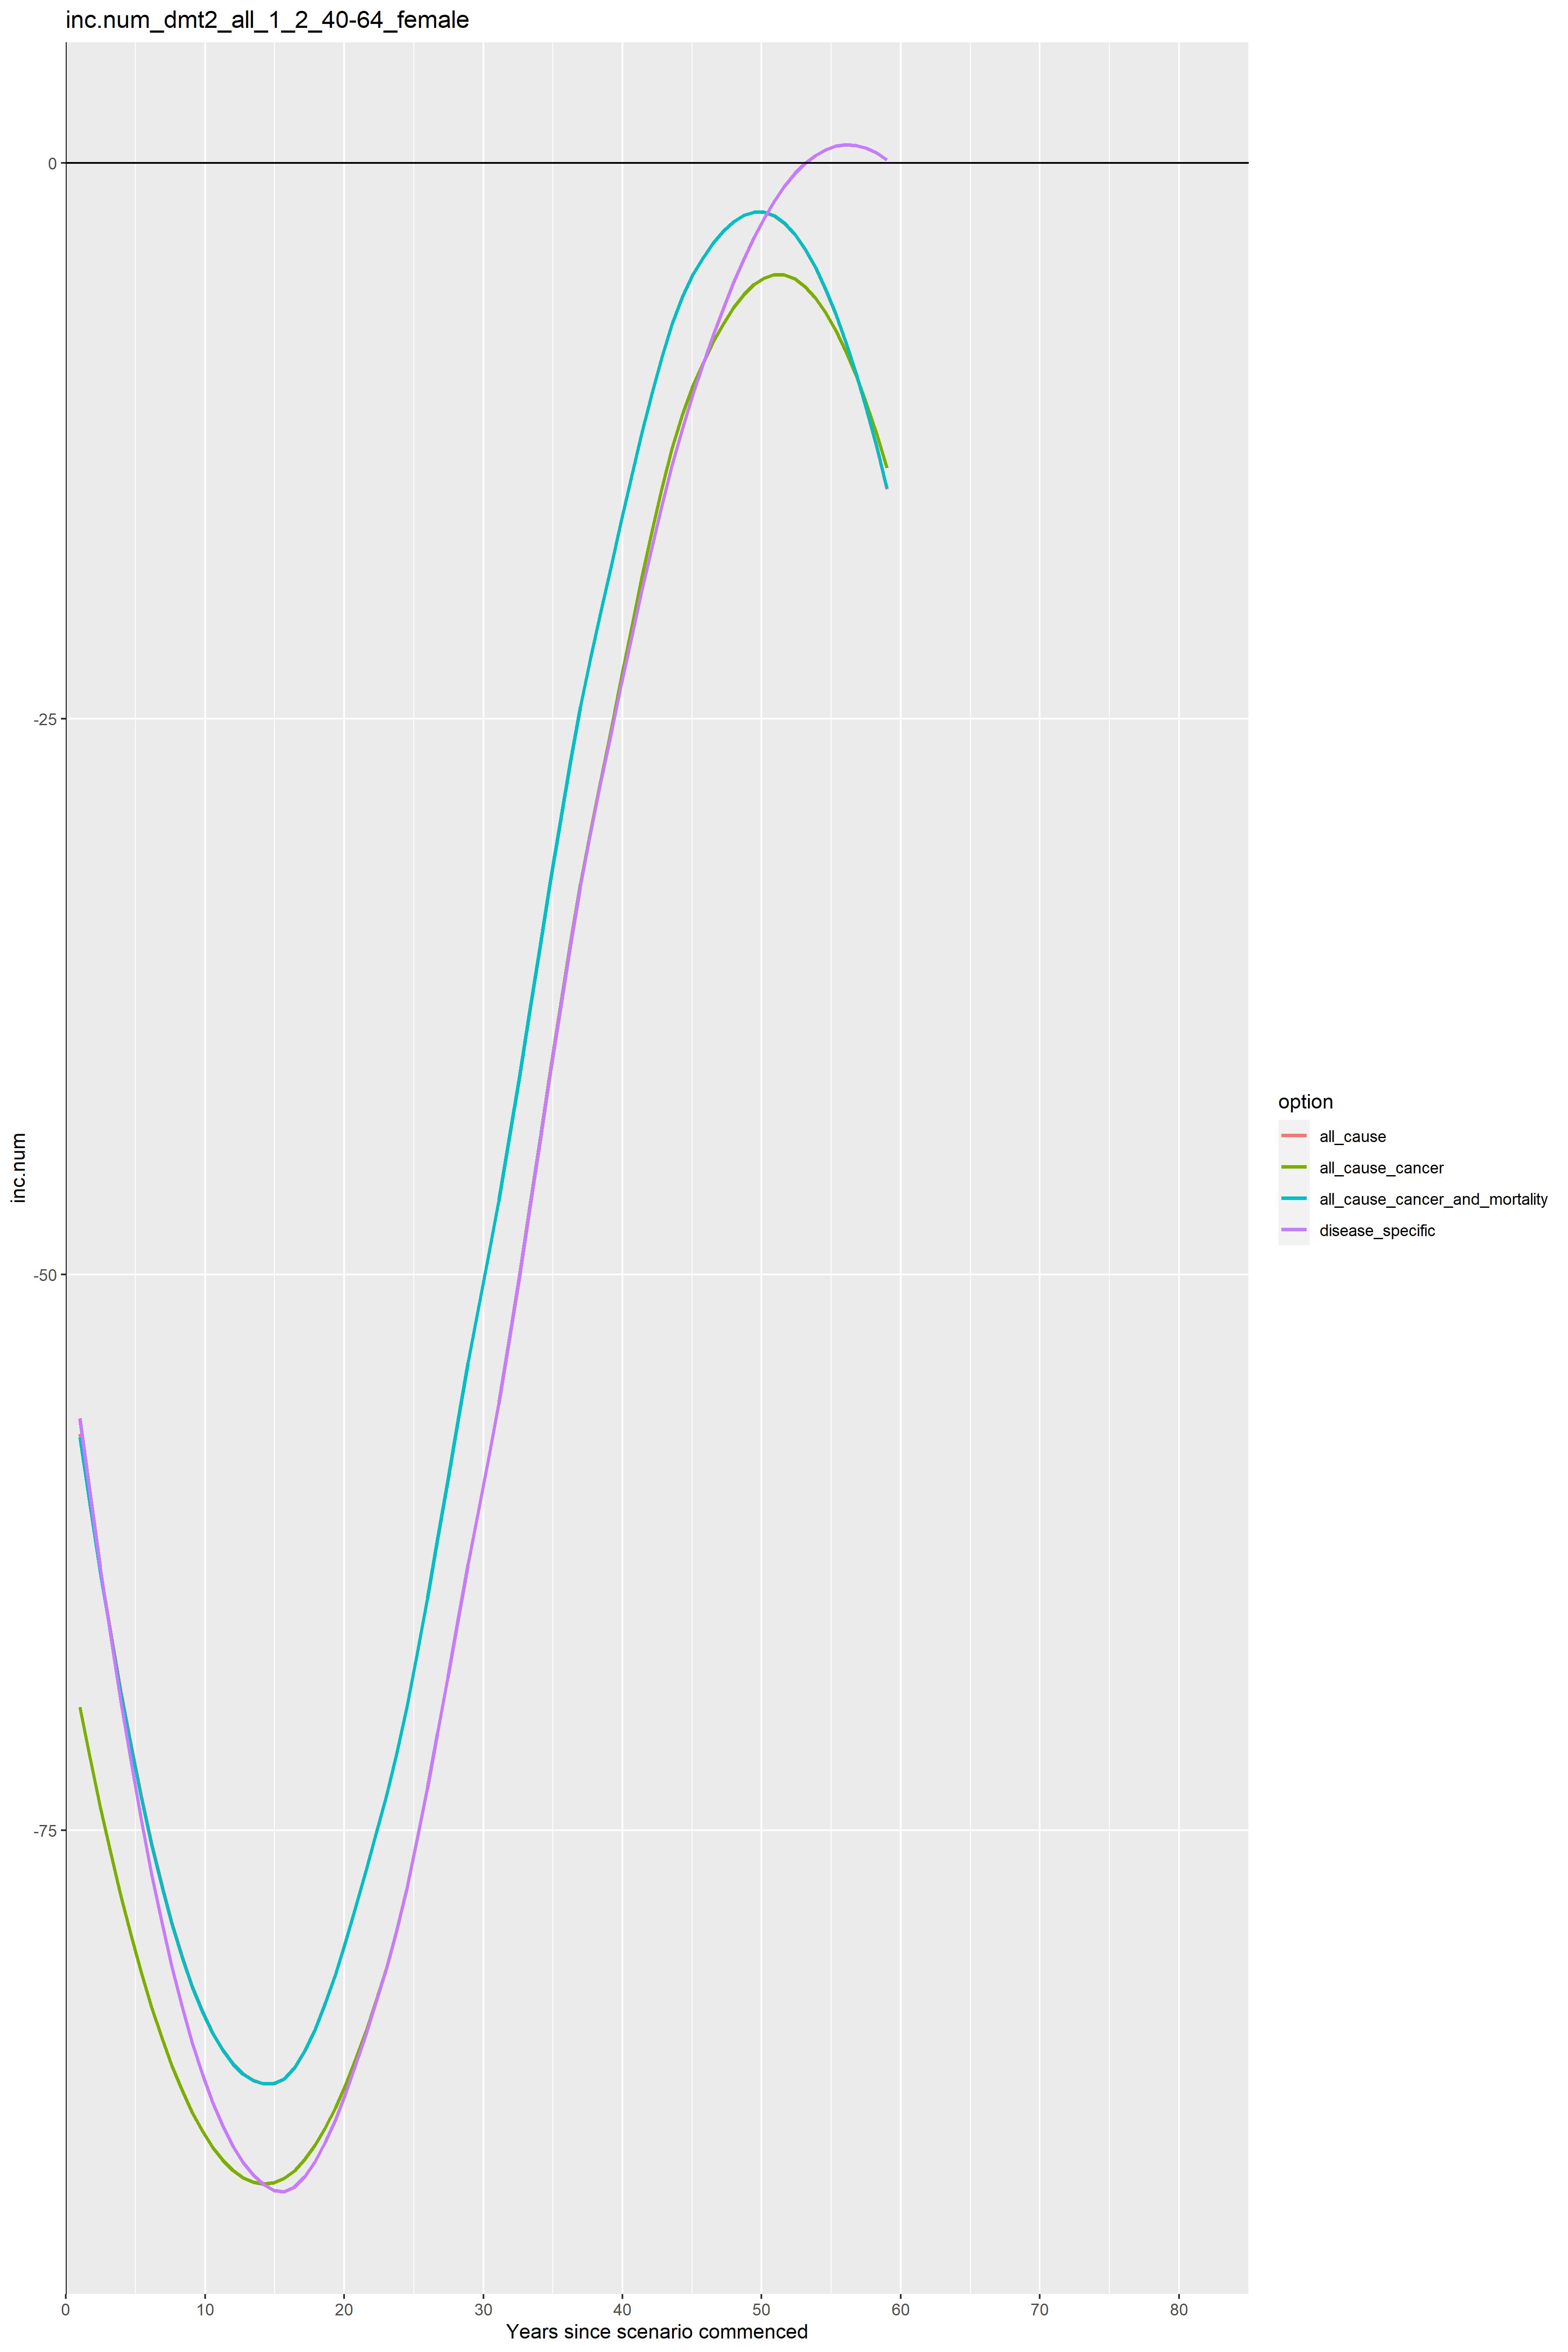 inc.num_dmt2_all_1_2_40-64_female
0
-25
-50
-75
inc.num
0 10 20 30 40 50 60 70 80
Years since scenario commenced
option
all_cause
all_cause_cancer
all_cause_cancer_and_mortality
disease_specific